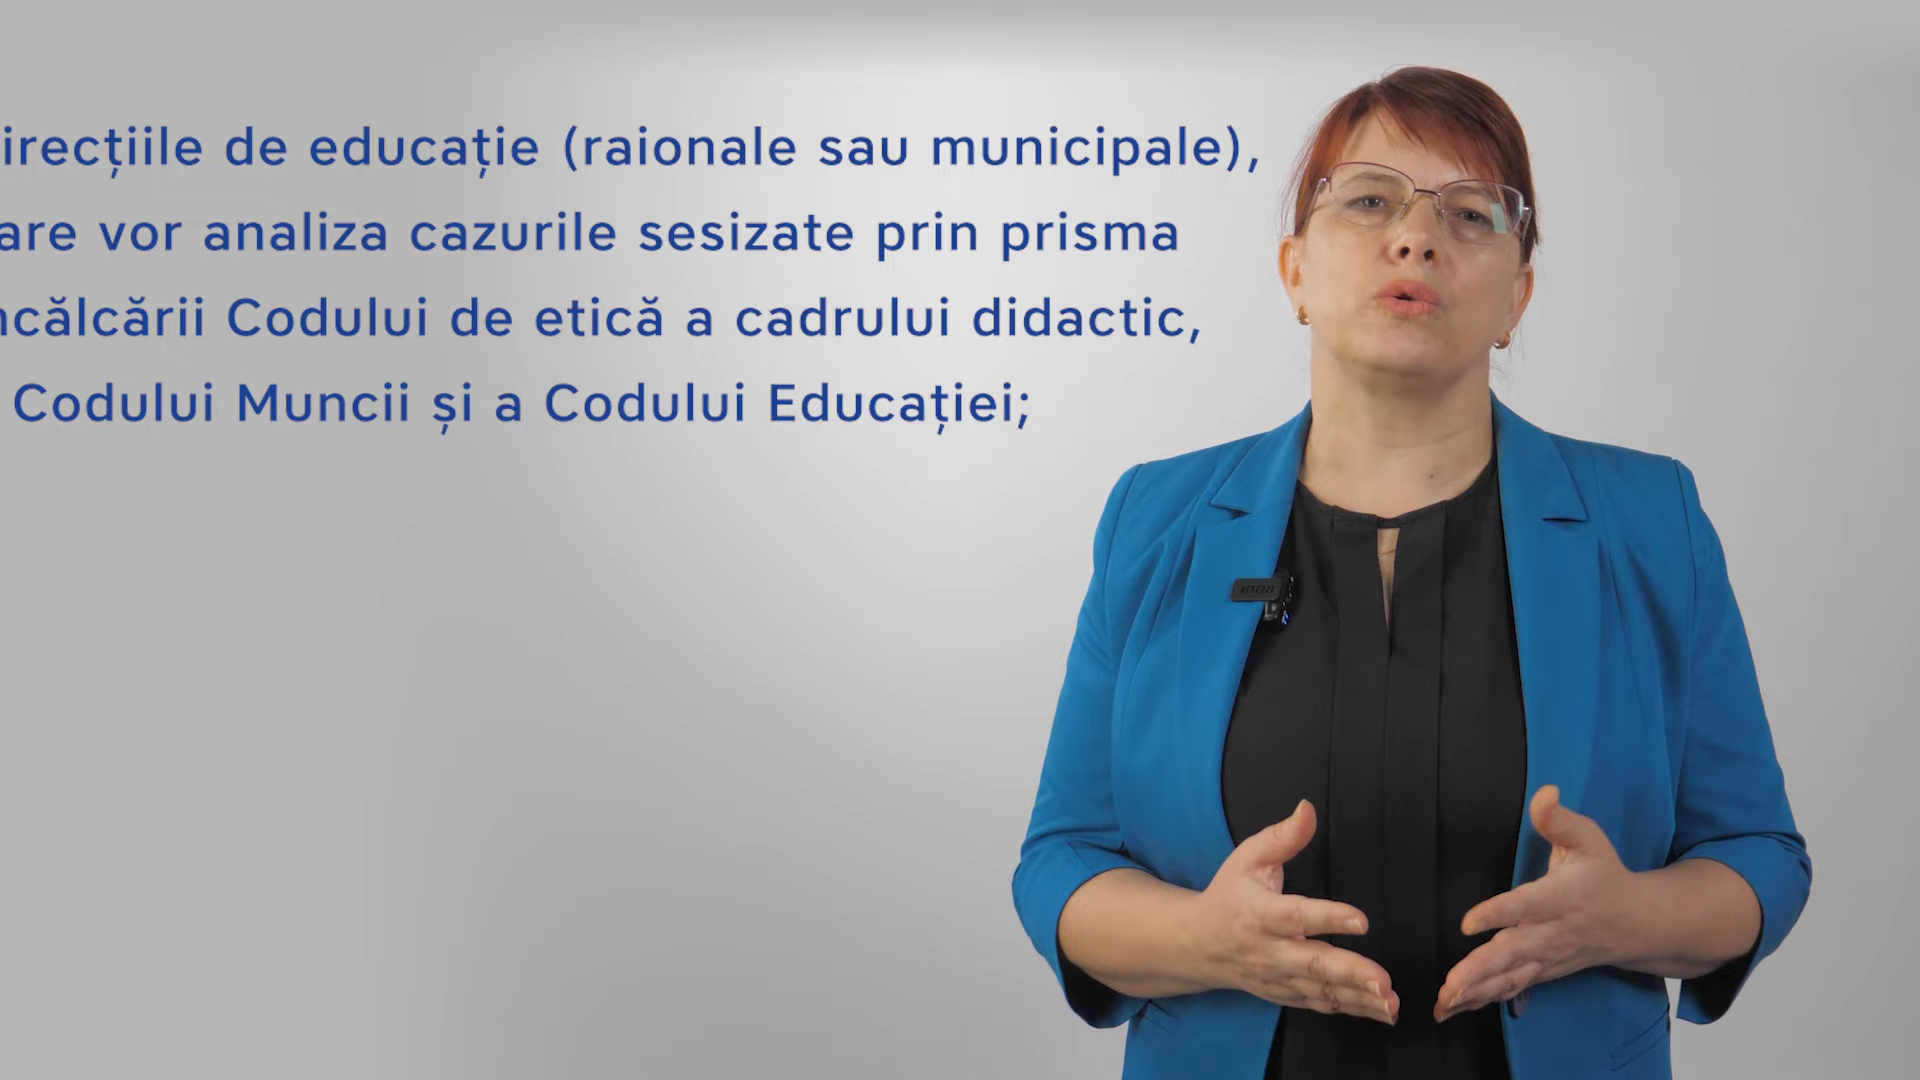 irecțiile de educație (raionale sau municipale),
are vor analiza cazurile sesizate prin prisma
ncălcării Codului de etică a cadrului didactic,
Codului Muncii și a Codului Educației;